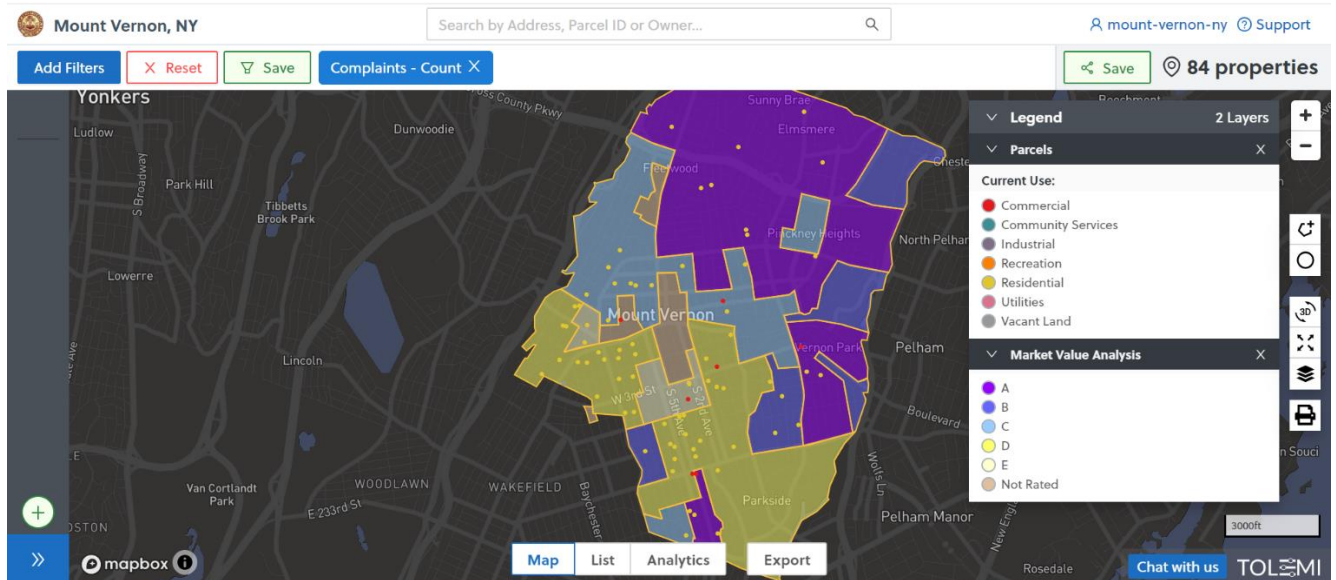 Mount Vernon, NY
Search by Address, Parcel ID or Owner...
mount-vernon-ny
Support
Add Filters
X Reset
Save
Complaints - Count X
Save
84 properties
Yonkers
Ludlow
S Broadway
Park Hill
Tibbetts
Brook Park
Dunwoodie
Cross County Pkwy
Lowerre
Lincoln
Van Cortlandt
Park
E 233rd St
WOODLAWN
WAKEFIELD
Baychester
Sunny Brae
Elmsmere
Fleetwood
Pinckney Heights
North Pelham
Mount Vernon
Vernon Park
Pelham
W 3rd St
S 5th Ave
S 2nd Ave
Boulevard
Wolfs Ln
Parkside
Pelham Manor
Rosedale
Beechmont
Legend
2 Layers
Parcels
X
Current Use:
Commercial
Community Services
Industrial
Recreation
Residential
Utilities
Vacant Land
Market Value Analysis
X
A
B
C
D
E
Not Rated
+
−
3D
3000ft
mapbox
Map
List
Analytics
Export
Chat with us
TOLEMI